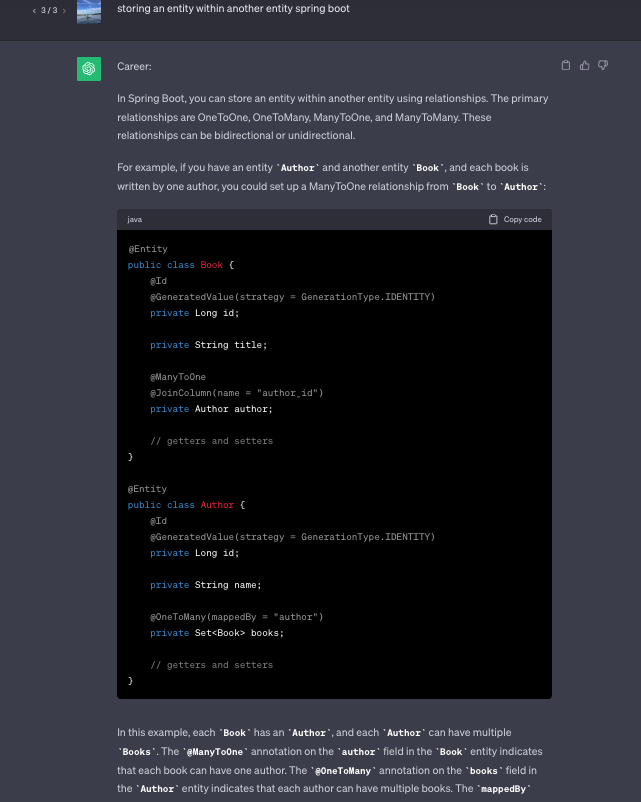 3 / 3
storing an entity within another entity spring boot
Career:
In Spring Boot, you can store an entity within another entity using relationships. The primary
relationships are OneToOne, OneToMany, ManyToOne, and ManyToMany. These
relationships can be bidirectional or unidirectional.
For example, if you have an entity `Author` and another entity `Book`, and each book is
written by one author, you could set up a ManyToOne relationship from `Book` to `Author`:
java
Copy code
@Entity
public class Book {
    @Id
    @GeneratedValue(strategy = GenerationType.IDENTITY)
    private Long id;
    private String title;
    @ManyToOne
    @JoinColumn(name = "author_id")
    private Author author;
    // getters and setters
}
@Entity
public class Author {
    @Id
    @GeneratedValue(strategy = GenerationType.IDENTITY)
    private Long id;
    private String name;
    @OneToMany(mappedBy = "author")
    private Set<Book> books;
    // getters and setters
}
In this example, each `Book` has an `Author`, and each `Author` can have multiple
`Books`. The `@ManyToOne` annotation on the `author` field in the `Book` entity indicates
that each book can have one author. The `@OneToMany` annotation on the `books` field in
the `Author` entity indicates that each author can have multiple books. The `mappedBy`